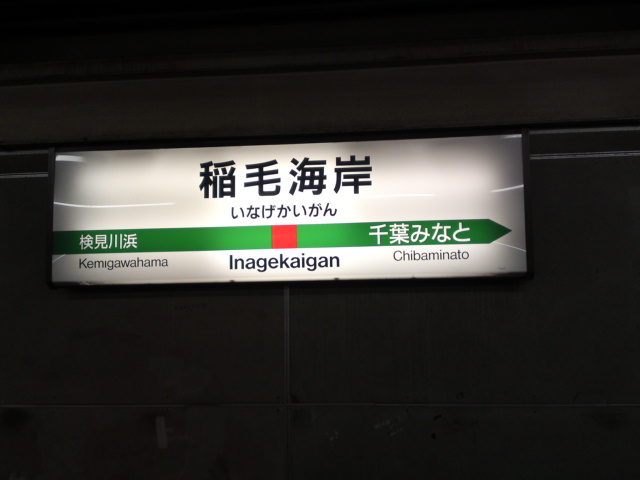 稲毛海岸
いなげかいがん
検見川浜
千葉みなと
Kemigawahama
Inagekaigan
Chibaminato